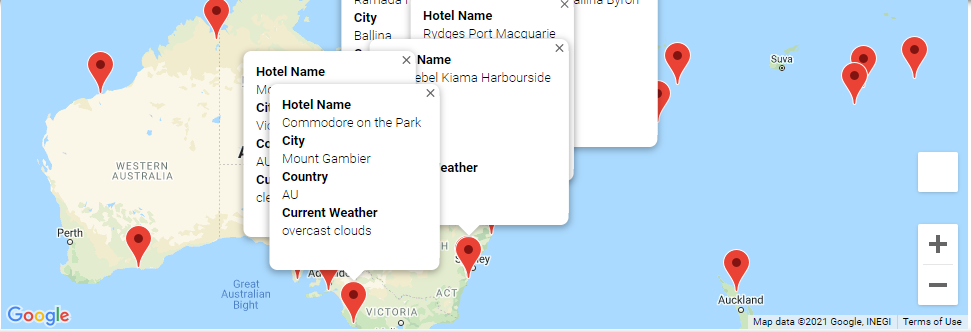 Ramada
City
Ballina
Ballina Byron
Hotel Name
Rydges Port Macquarie
Name
ebel Kiama Harbourside
eather
Hotel Name
Mo
Cit
Vic
Co
AU
Cu
cle
Hotel Name
Commodore on the Park
City
Mount Gambier
Country
AU
Current Weather
overcast clouds
Suva
WESTERN
AUSTRALIA
Perth
Great
Australian
Bight
VICTORIA
ACT
Auckland
Google
Map data ©2021 Google, INEGI
Terms of Use